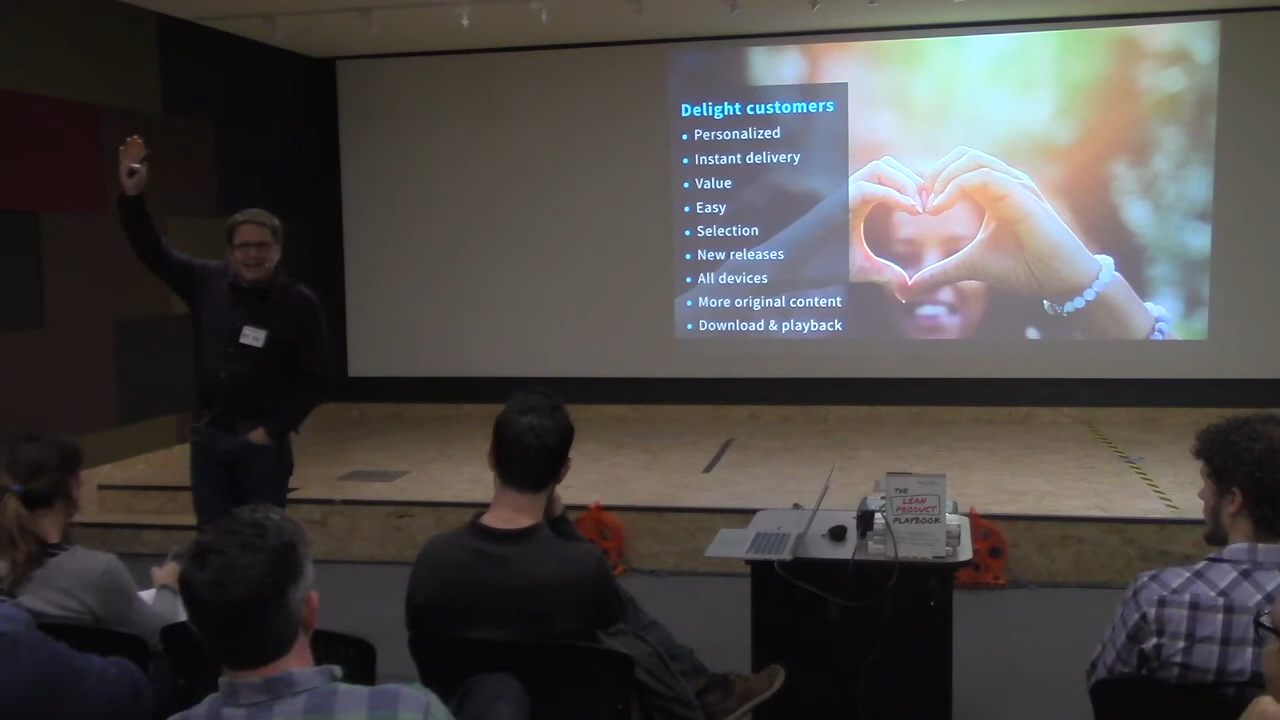 Delight customers
• Personalized
• Instant delivery
• Value
• Easy
• Selection
• New releases
• All devices
• More original content
• Download & playback
THE
LEAN
PRODUCT
PLAYBOOK